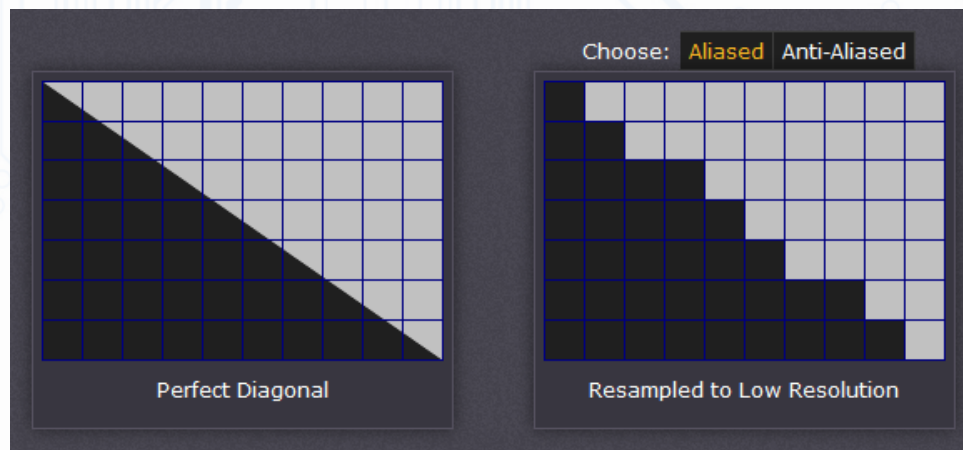 Choose: Aliased Anti-Aliased
Perfect Diagonal
Resampled to Low Resolution